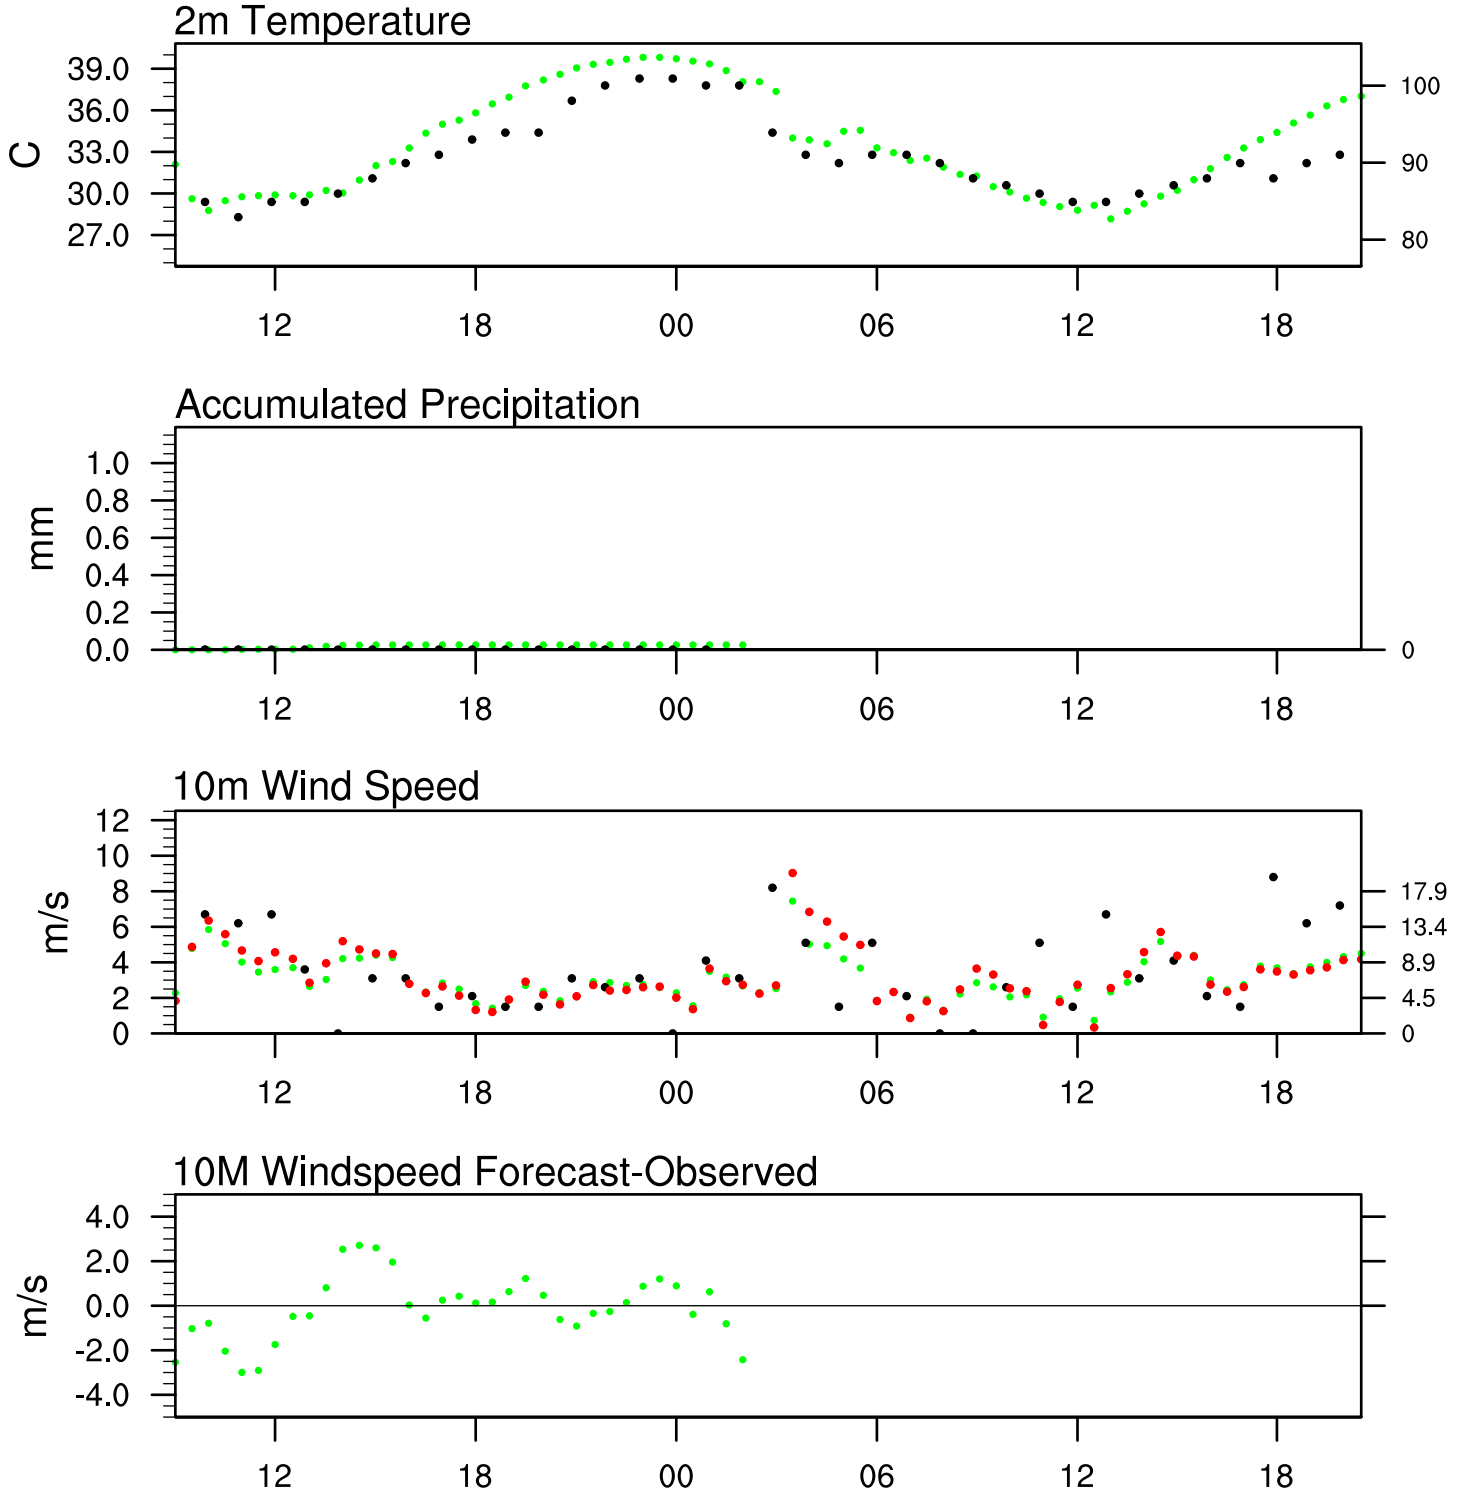 2m Temperature
39.0
36.0
33.0
30.0
27.0
C
100
90
80
12 18 00 06 12 18
Accumulated Precipitation
1.0
0.8
0.6
0.4
0.2
0.0
mm
0
12 18 00 06 12 18
10m Wind Speed
12
10
8
6
4
2
0
m/s
17.9
13.4
8.9
4.5
0
12 18 00 06 12 18
10M Windspeed Forecast-Observed
4.0
2.0
0.0
-2.0
-4.0
m/s
12 18 00 06 12 18